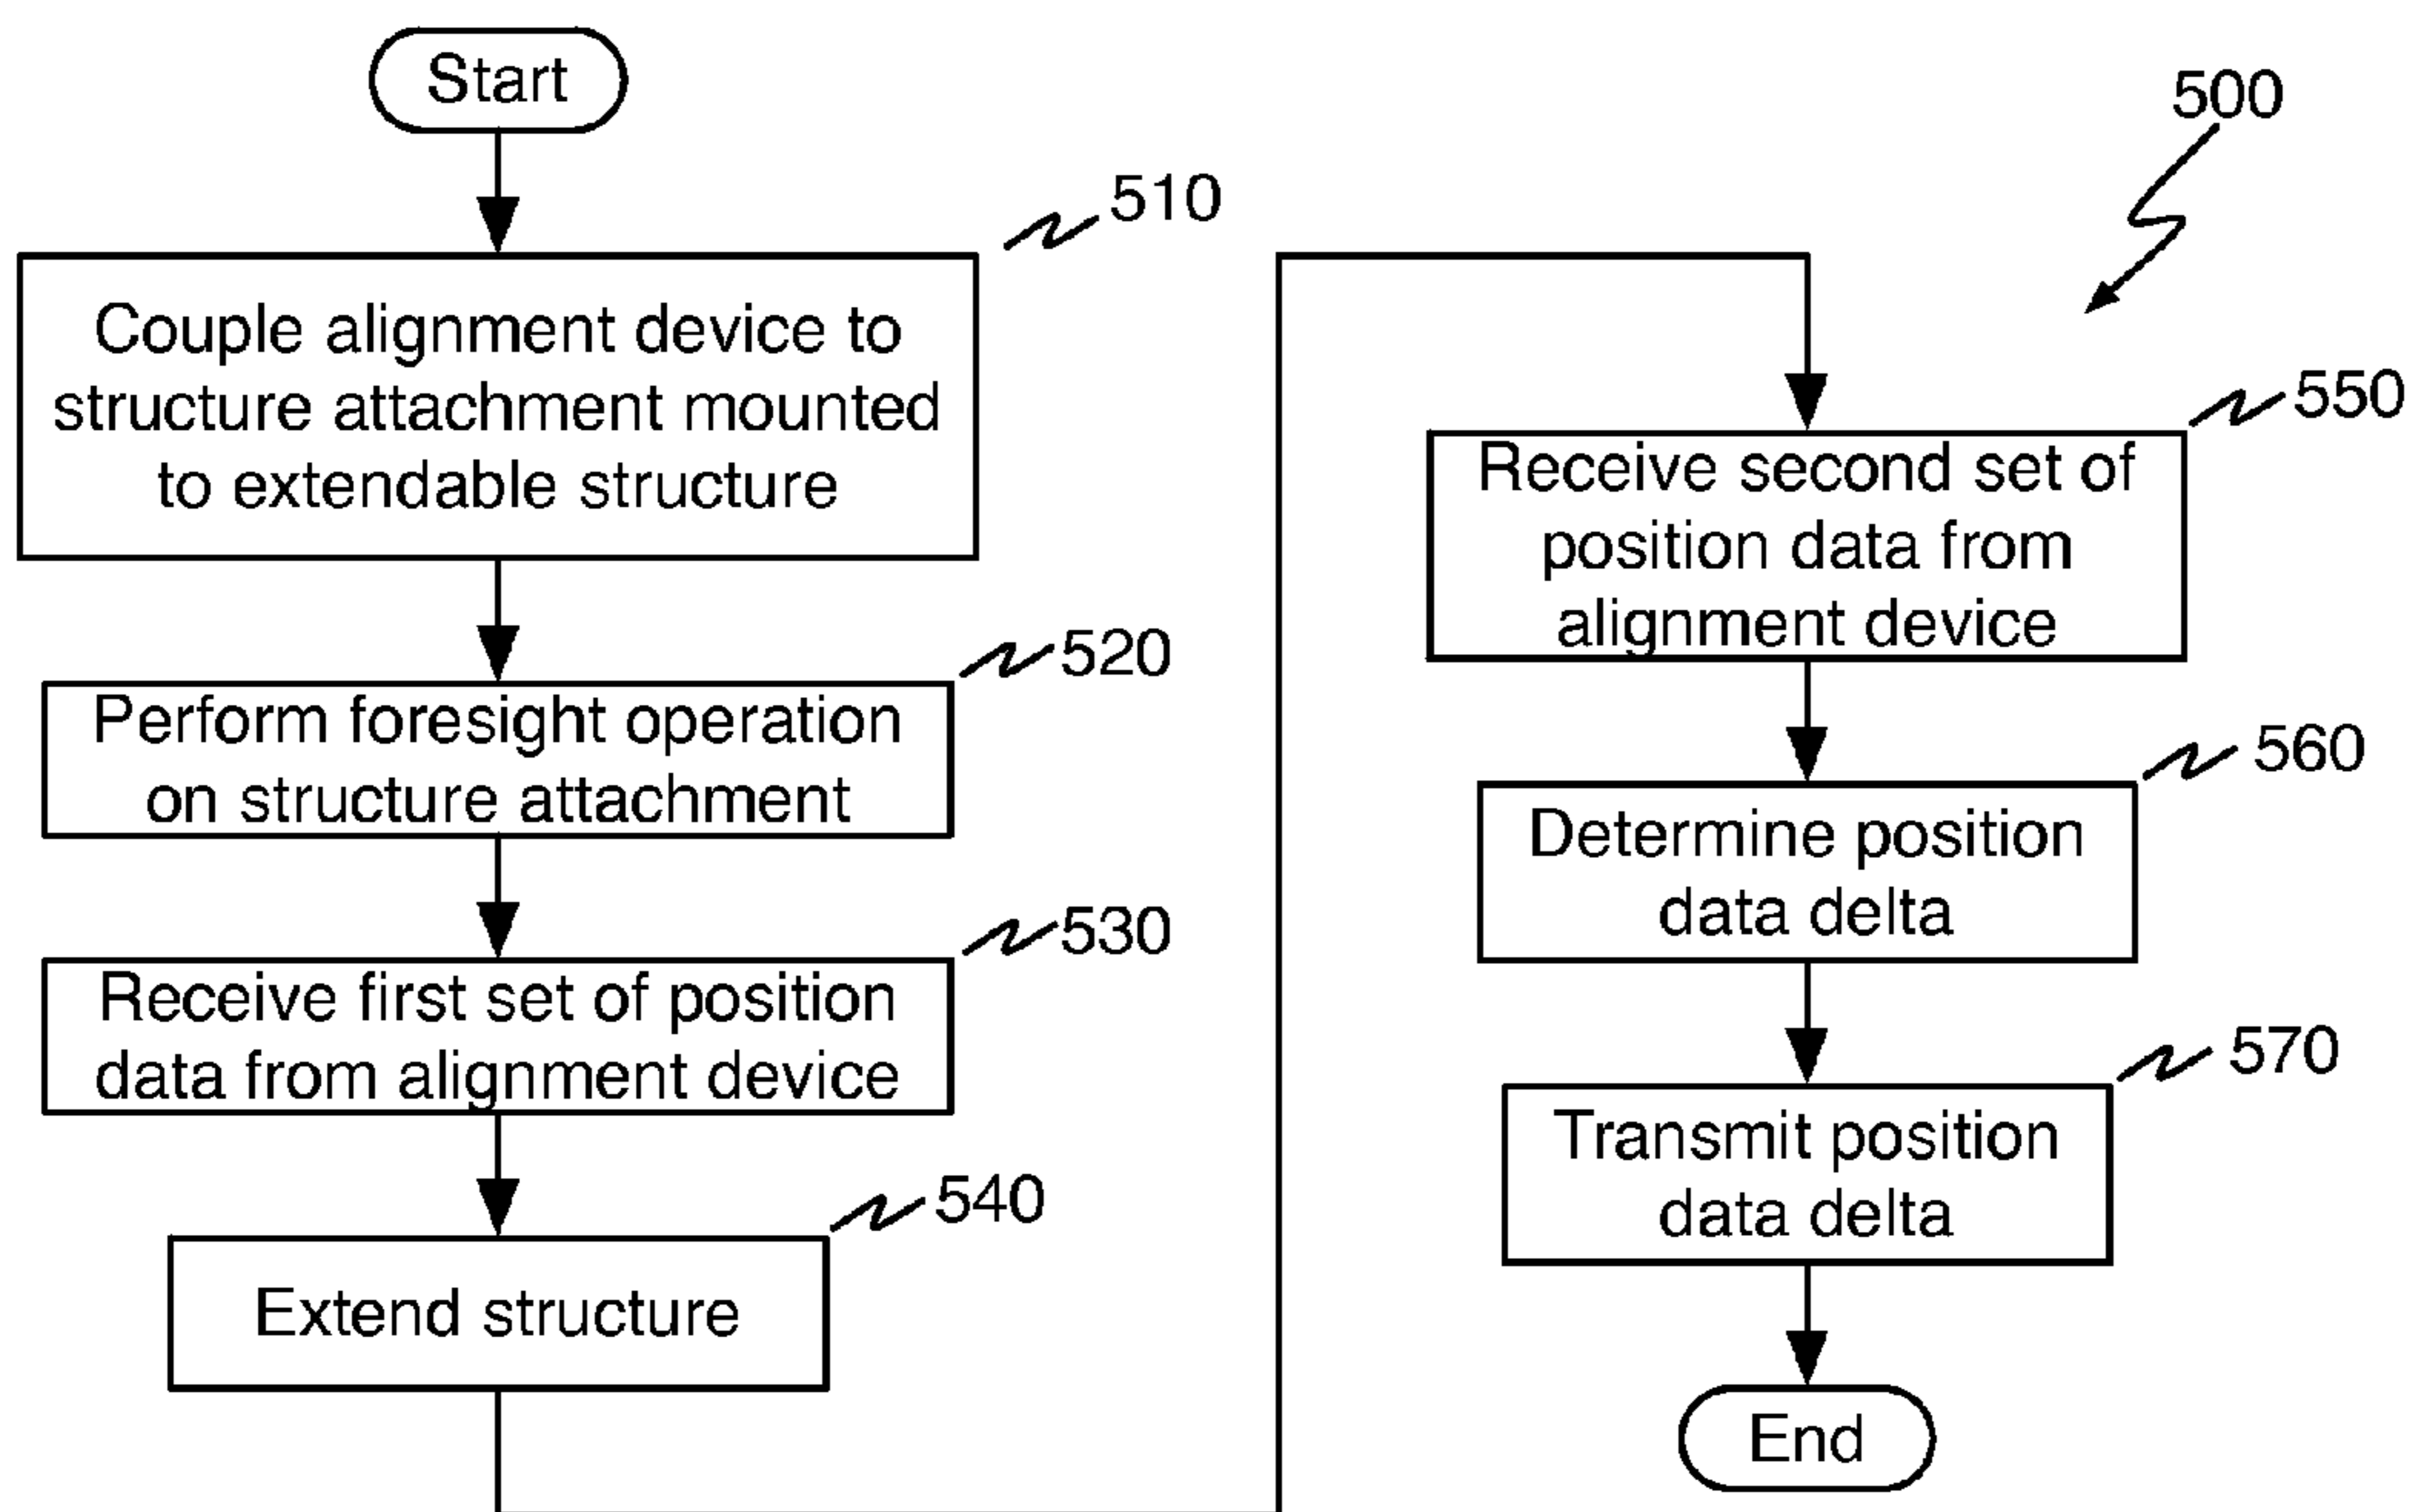 Start
500
510
Couple alignment device to
structure attachment mounted
to extendable structure
520
Perform foresight operation
on structure attachment
530
Receive first set of position
data from alignment device
540
Extend structure
550
Receive second set of
position data from
alignment device
560
Determine position
data delta
570
Transmit position
data delta
End